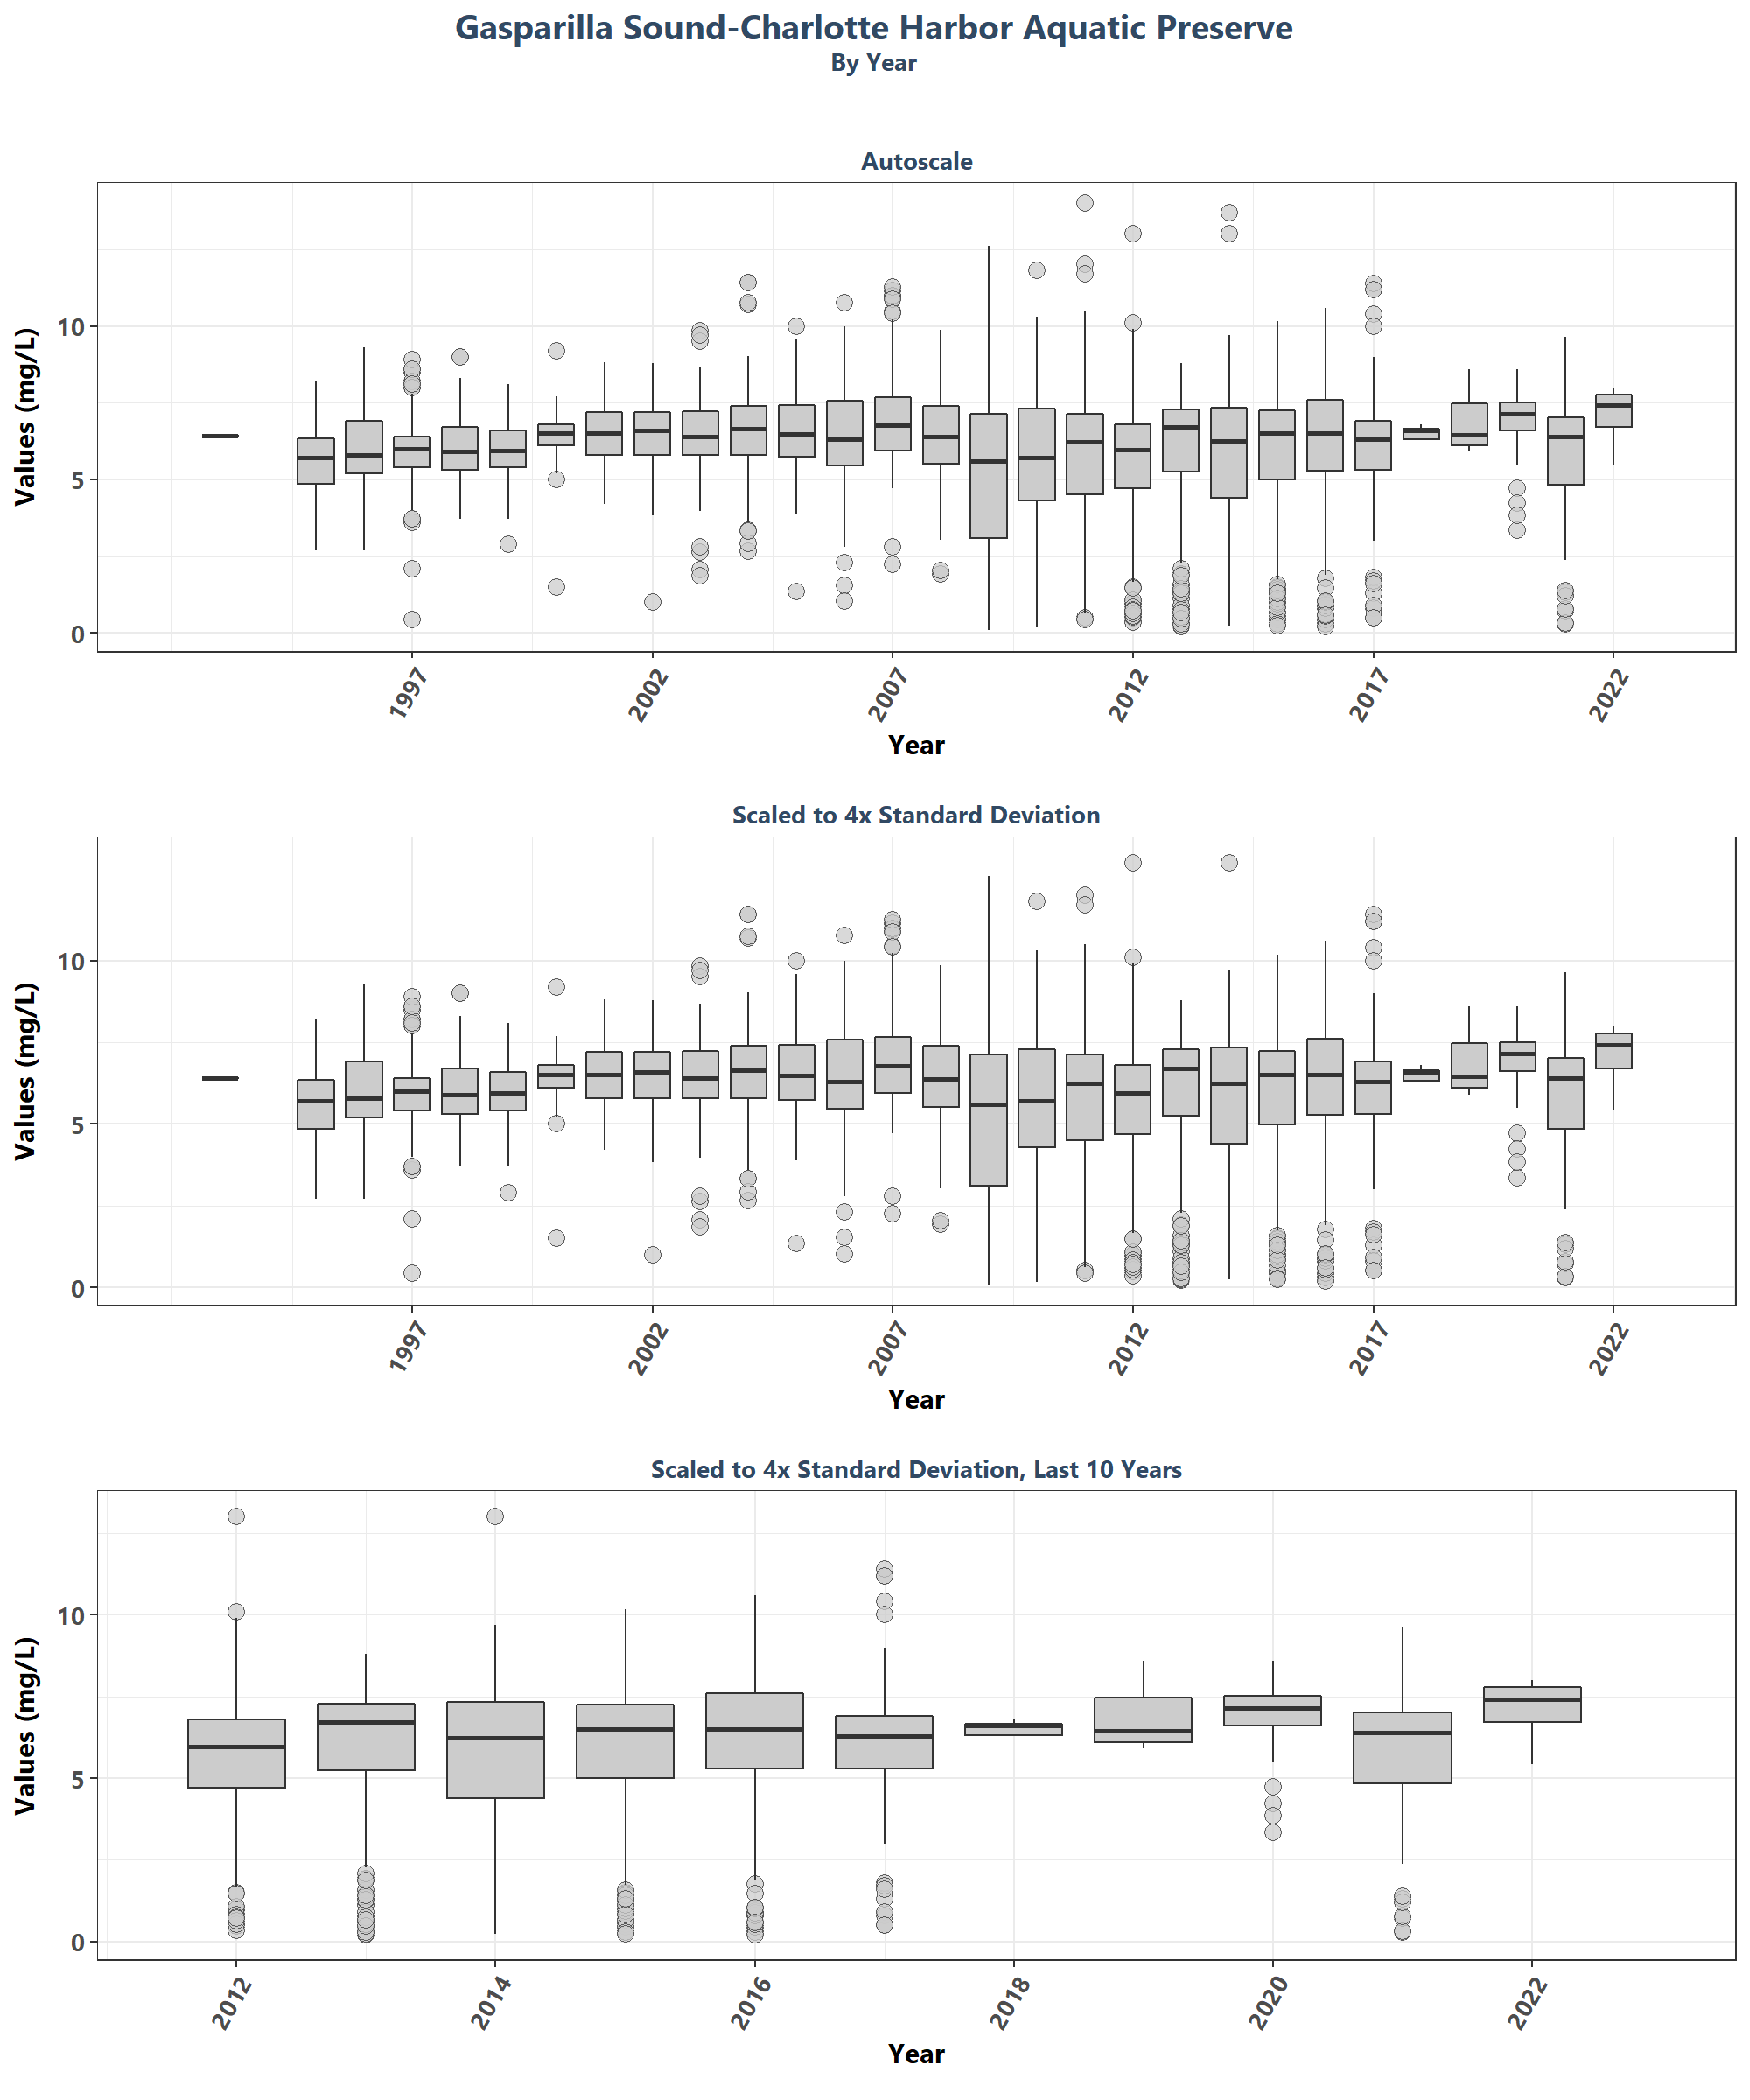 Gasparilla Sound-Charlotte Harbor Aquatic Preserve
By Year
Autoscale
Values (mg/L)
10
5
0
1997 2002 2007 2012 2017 2022
Year
Scaled to 4x Standard Deviation
Values (mg/L)
10
5
0
1997 2002 2007 2012 2017 2022
Year
Scaled to 4x Standard Deviation, Last 10 Years
Values (mg/L)
10
5
0
2012 2014 2016 2018 2020 2022
Year